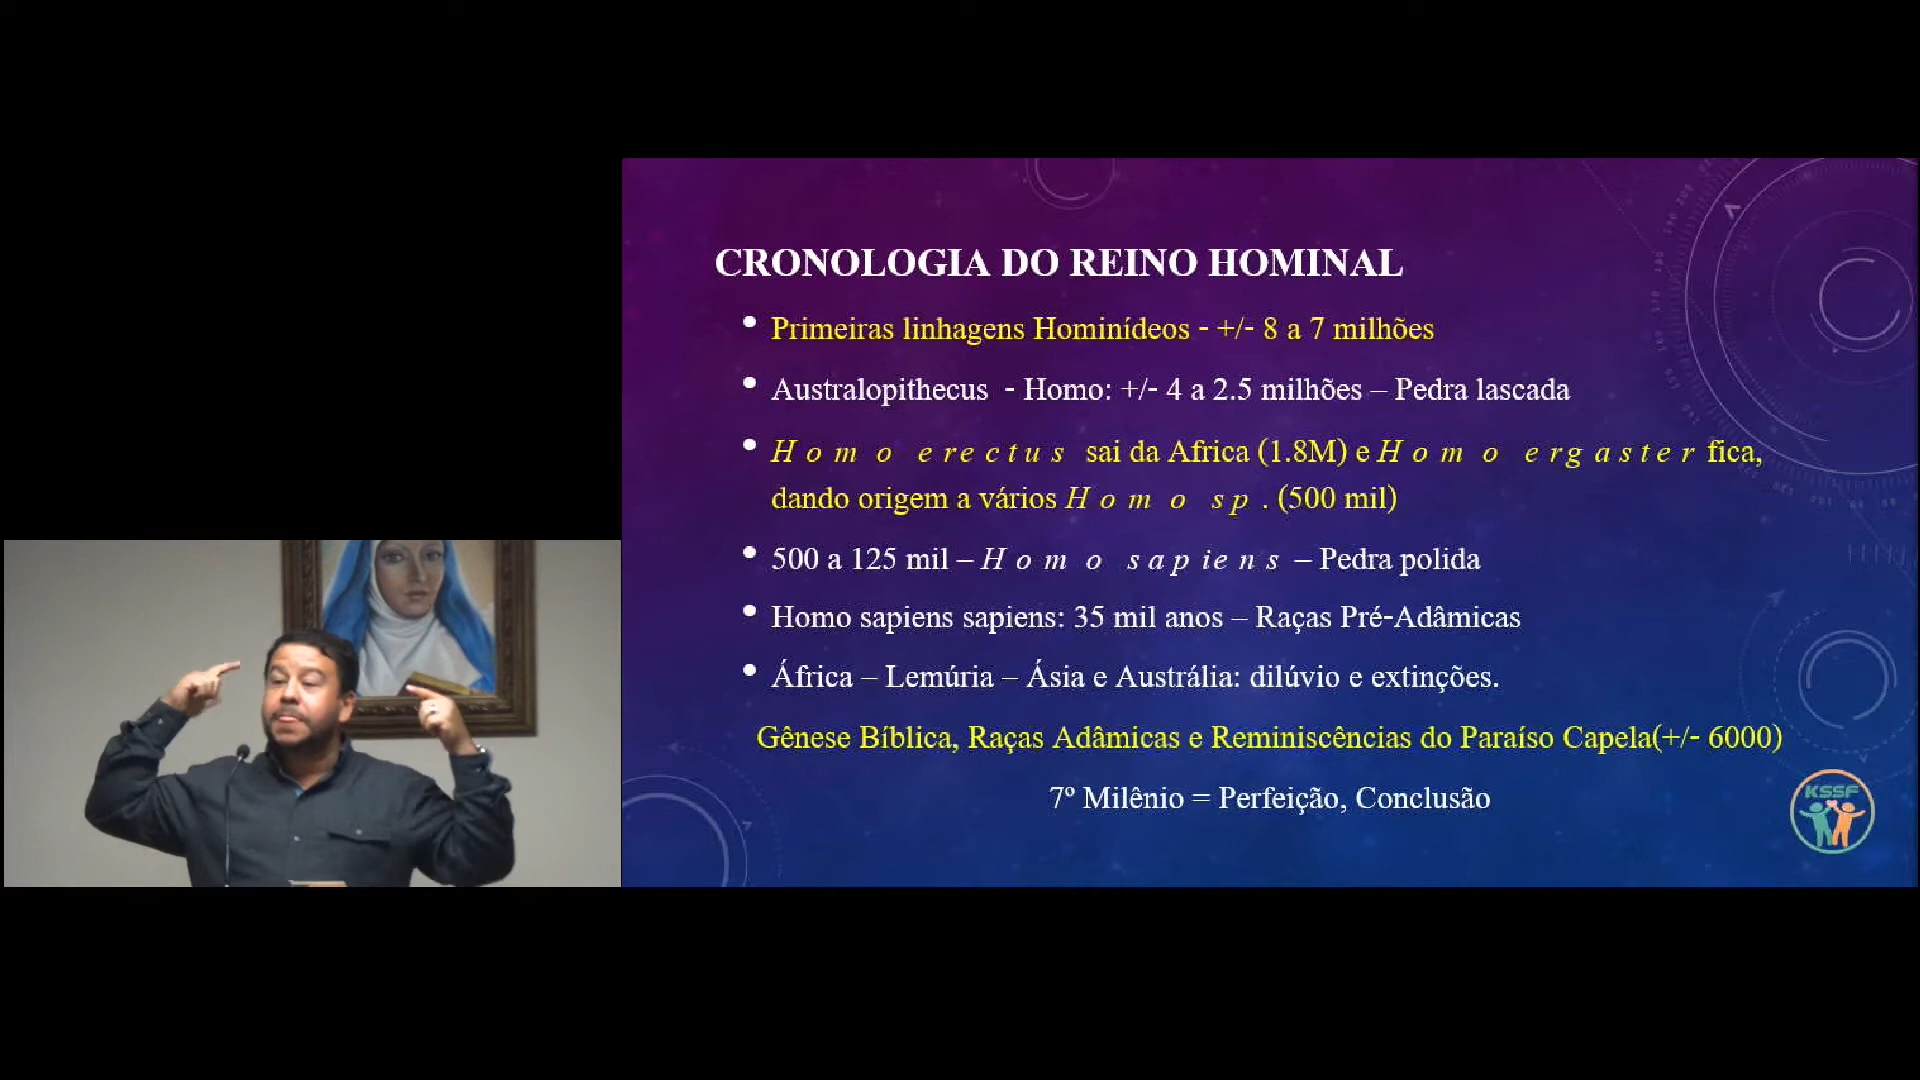 CRONOLOGIA DO REINO HOMINAL
• Primeiras linhagens Hominídeos - +/- 8 a 7 milhões
• Australopithecus - Homo: +/- 4 a 2.5 milhões – Pedra lascada
• Homo erectus sai da Africa (1.8M) e Homo ergaster fica,
dando origem a vários Homo sp. (500 mil)
• 500 a 125 mil – Homo sapiens – Pedra polida
• Homo sapiens sapiens: 35 mil anos – Raças Pré-Adâmicas
• África – Lemúria – Ásia e Austrália: dilúvio e extinções.
Gênese Bíblica, Raças Adâmicas e Reminiscências do Paraíso Capela(+/- 6000)
7º Milênio = Perfeição, Conclusão
KSSF